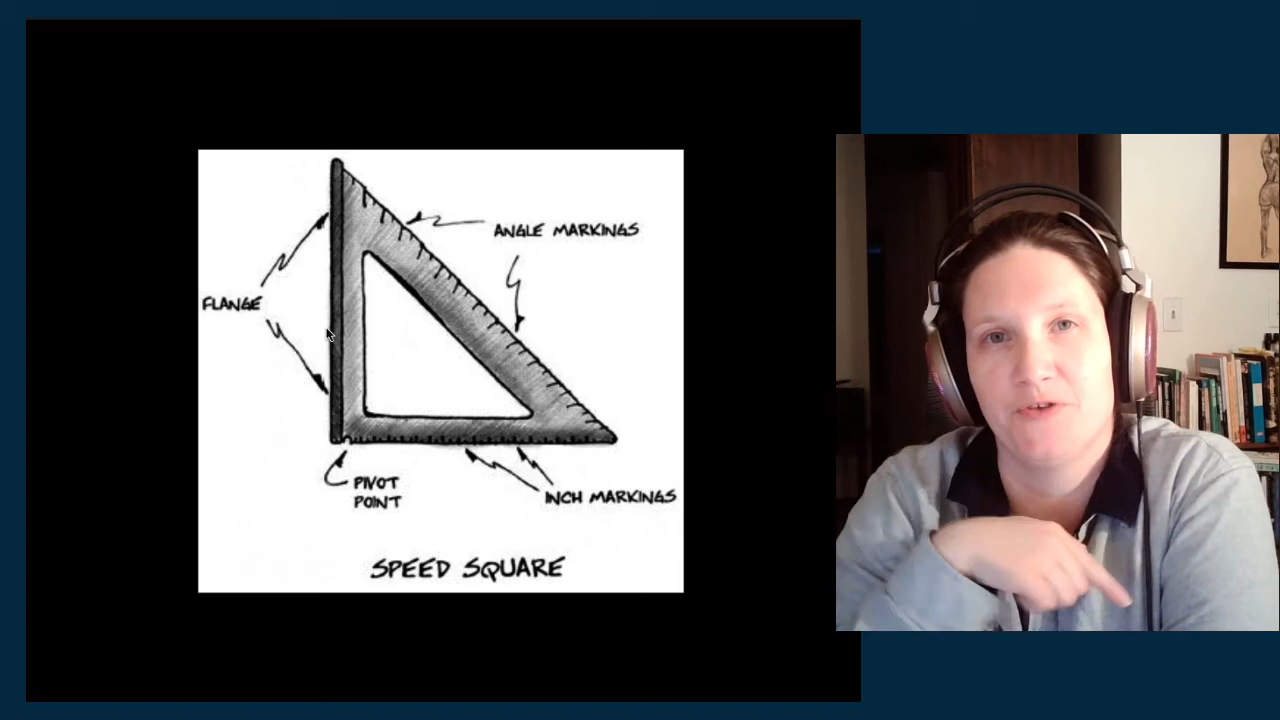 ANGLE MARKINGS
FLANGE
PIVOT
POINT
INCH MARKINGS
SPEED SQUARE